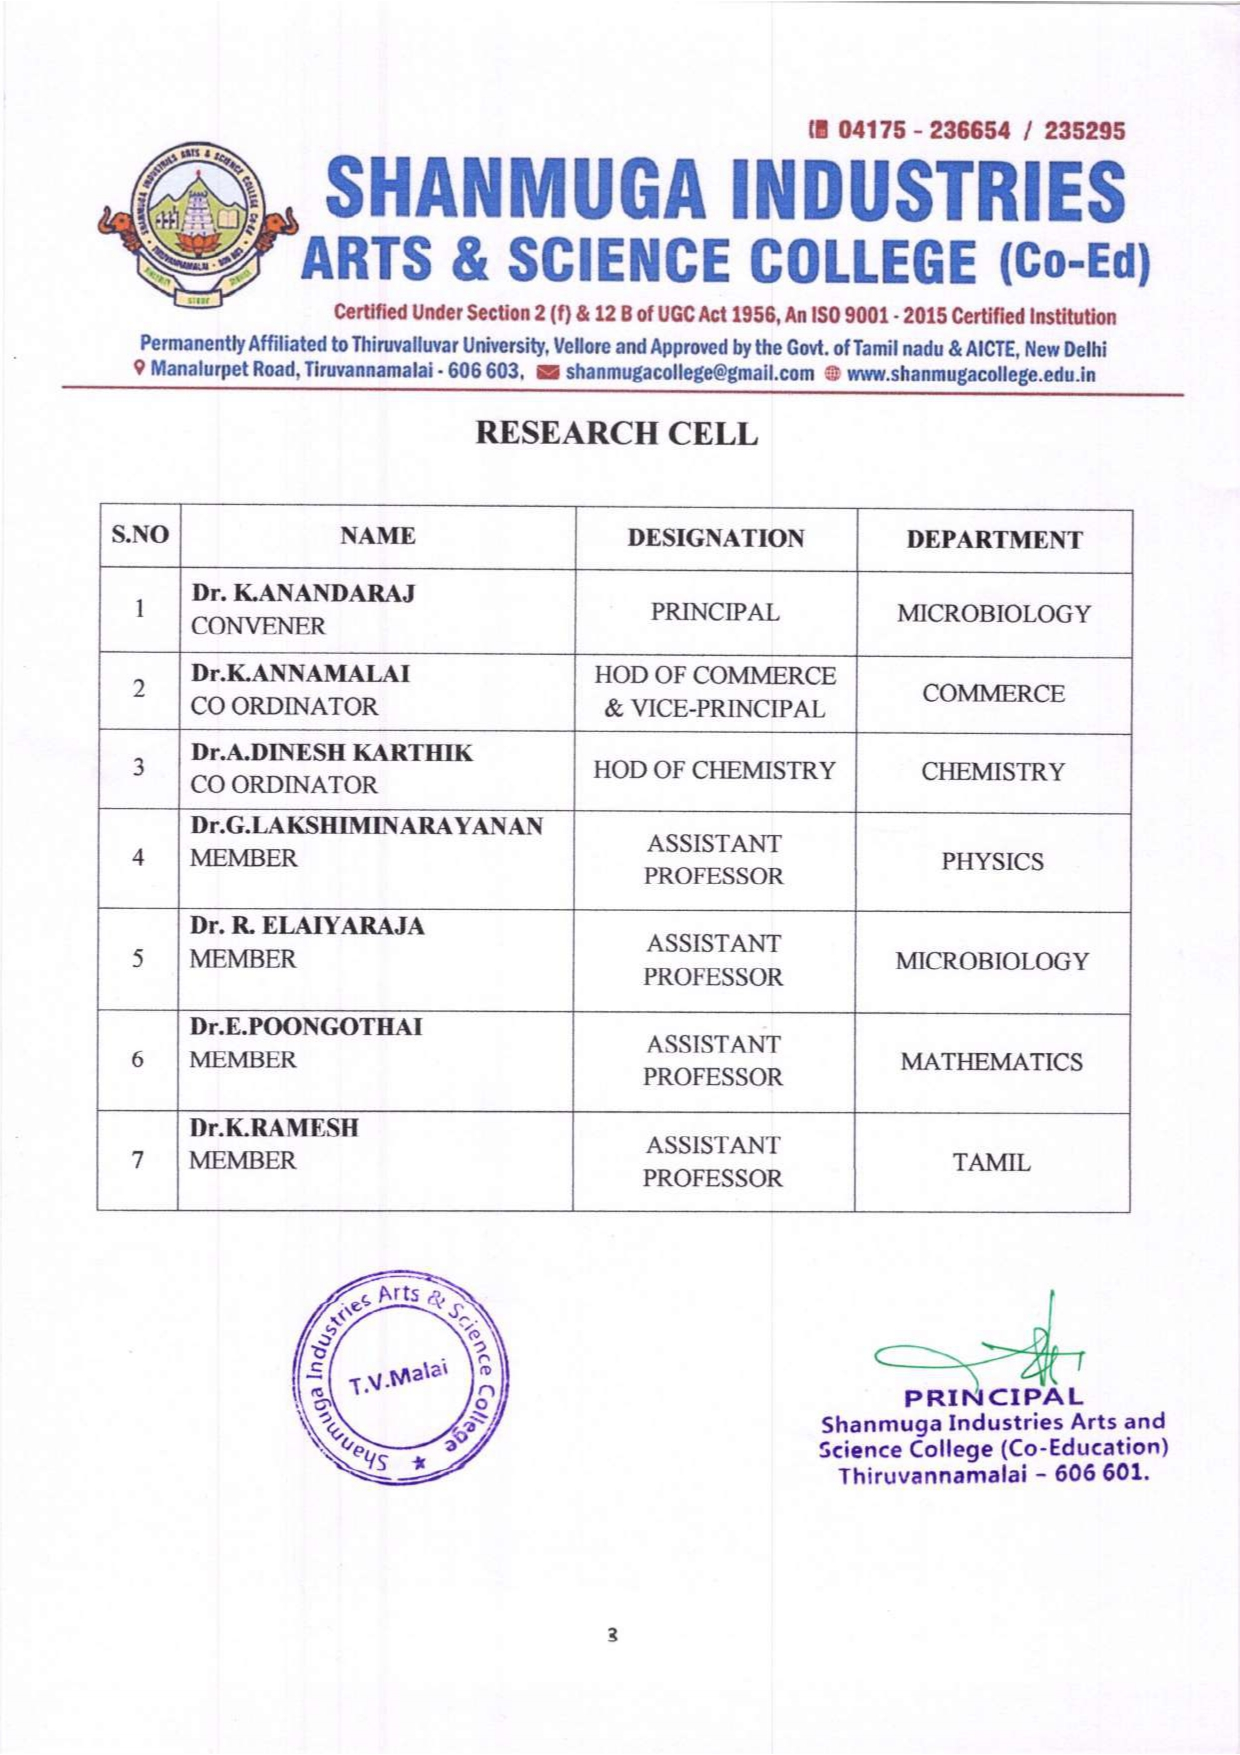 04175 - 236654 / 235295
SHANMUGA INDUSTRIES
ARTS & SCIENCE COLLEGE (Co-Ed)
Certified Under Section 2 (f) & 12 B of UGC Act 1956, An ISO 9001 - 2015 Certified Institution
Permanently Affiliated to Thiruvalluvar University, Vellore and Approved by the Govt. of Tamil nadu & AICTE, New Delhi
Manalurpet Road, Tiruvannamalai - 606 603, shanmugacollege@gmail.com www.shanmugacollege.edu.in
RESEARCH CELL
S.NO NAME DESIGNATION DEPARTMENT
1 Dr. K.ANANDARAJ
CONVENER
PRINCIPAL
MICROBIOLOGY
2 Dr.K.ANNAMALAI
CO ORDINATOR
HOD OF COMMERCE
& VICE-PRINCIPAL
COMMERCE
3 Dr.A.DINESH KARTHIK
CO ORDINATOR
HOD OF CHEMISTRY
CHEMISTRY
4 Dr.G.LAKSHIMINARAYANAN
MEMBER
ASSISTANT
PROFESSOR
PHYSICS
5 Dr. R. ELAIYARAJA
MEMBER
ASSISTANT
PROFESSOR
MICROBIOLOGY
6 Dr.E.POONGOTHAI
MEMBER
ASSISTANT
PROFESSOR
MATHEMATICS
7 Dr.K.RAMESH
MEMBER
ASSISTANT
PROFESSOR
TAMIL
Shanmuga Industries Arts & Science College
T.V.Malai
PRINCIPAL
Shanmuga Industries Arts and
Science College (Co-Education)
Thiruvannamalai – 606 601.
3